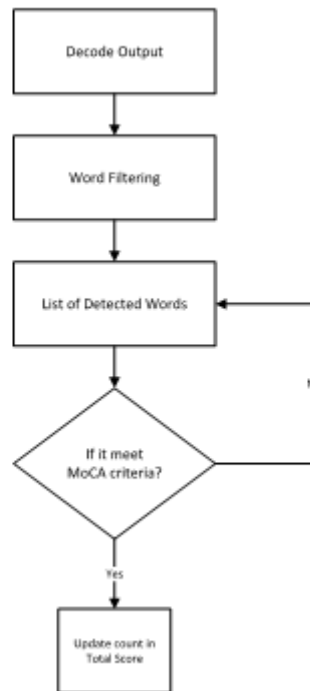 Decode Output
Word Filtering
List of Detected Words
If it meet
MoCA criteria?
Yes
Update count in
Total Score